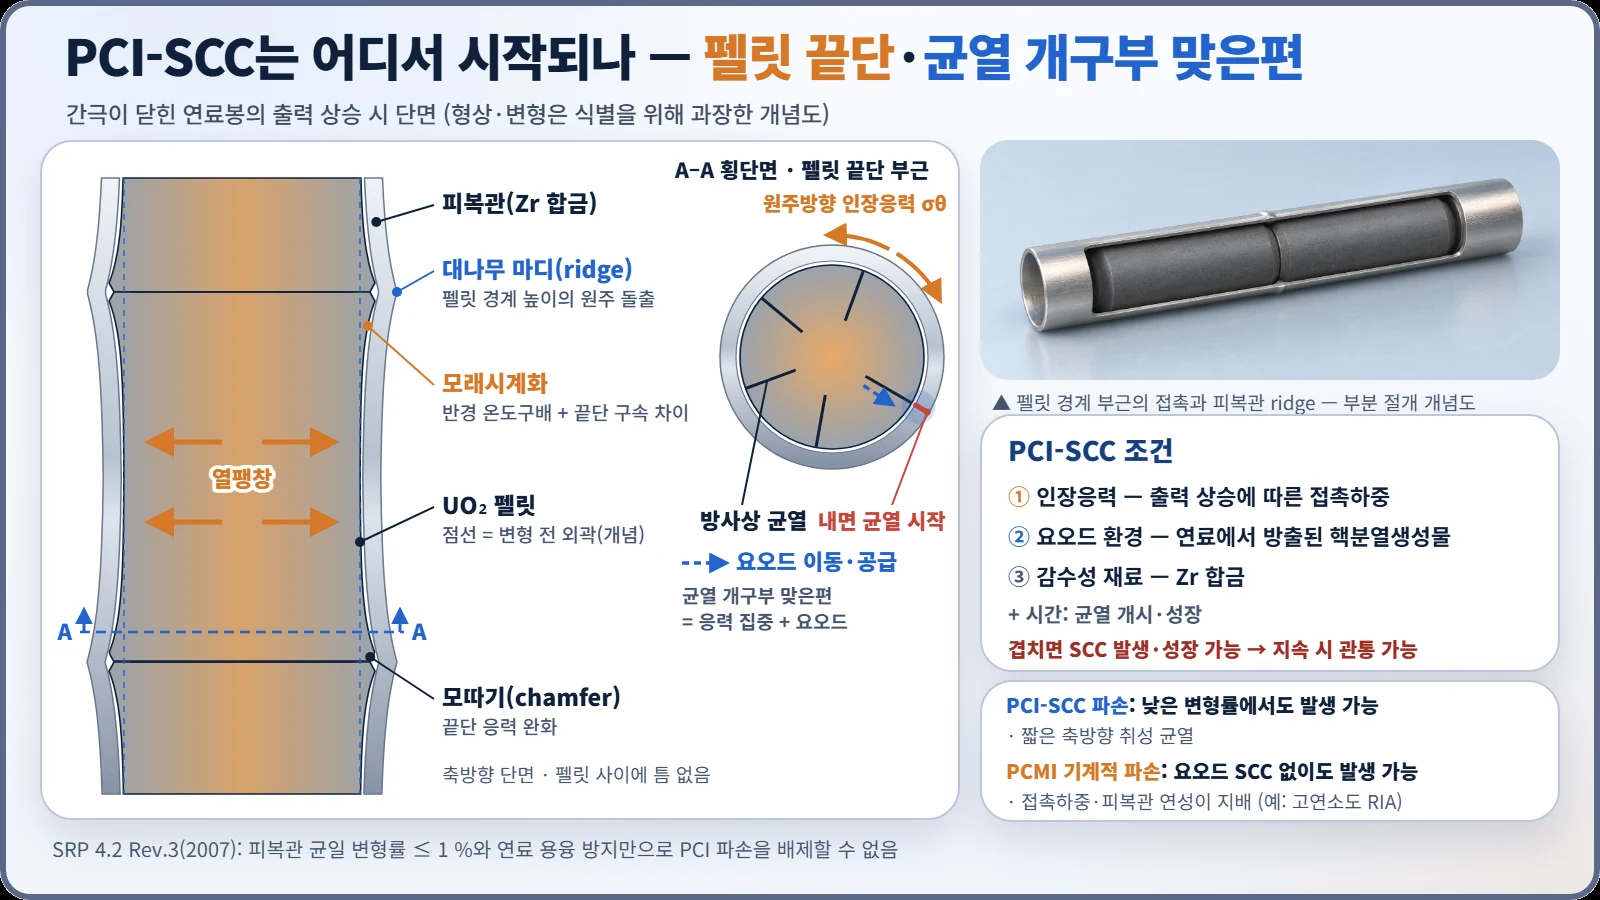 PCI-SCC는 어디서 시작되나 — 펠릿 끝단·균열 개구부 맞은편
간극이 닫힌 연료봉의 출력 상승 시 단면 (형상·변형은 식별을 위해 과장한 개념도)
피복관(Zr 합금)
대나무 마디(ridge)
펠릿 경계 높이의 원주 돌출
모래시계화
반경 온도구배 + 끝단 구속 차이
열팽창
UO₂ 펠릿
점선 = 변형 전 외곽(개념)
A
A
모따기(chamfer)
끝단 응력 완화
축방향 단면 · 펠릿 사이에 틈 없음
A–A 횡단면 · 펠릿 끝단 부근
원주방향 인장응력 σθ
방사상 균열
내면 균열 시작
요오드 이동·공급
균열 개구부 맞은편
= 응력 집중 + 요오드
▲ 펠릿 경계 부근의 접촉과 피복관 ridge — 부분 절개 개념도
PCI-SCC 조건
① 인장응력 — 출력 상승에 따른 접촉하중
② 요오드 환경 — 연료에서 방출된 핵분열생성물
③ 감수성 재료 — Zr 합금
+ 시간: 균열 개시·성장
겹치면 SCC 발생·성장 가능 → 지속 시 관통 가능
PCI-SCC 파손: 낮은 변형률에서도 발생 가능
· 짧은 축방향 취성 균열
PCMI 기계적 파손: 요오드 SCC 없이도 발생 가능
· 접촉하중·피복관 연성이 지배 (예: 고연소도 RIA)
SRP 4.2 Rev.3(2007): 피복관 균일 변형률 ≤ 1 %와 연료 용융 방지만으로 PCI 파손을 배제할 수 없음